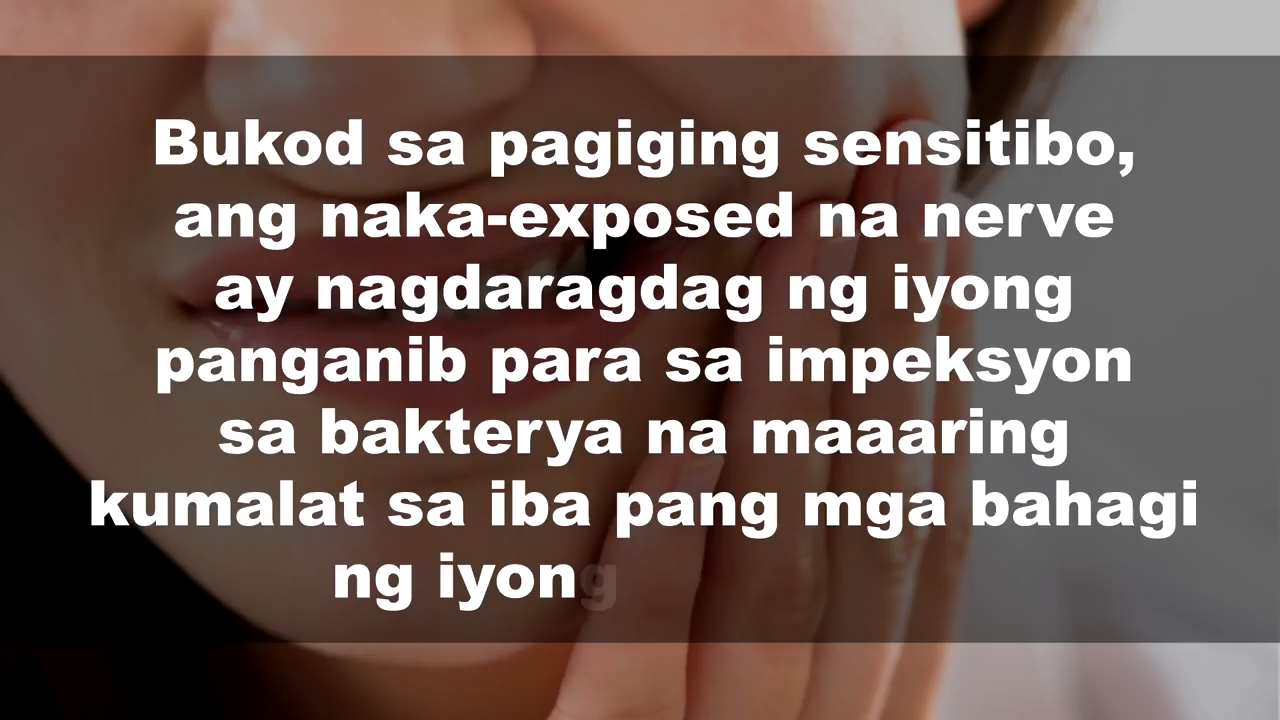 Bukod sa pagiging sensitibo,
ang naka-exposed na nerve
ay nagdaragdag ng iyong
panganib para sa impeksyon
sa bakterya na maaaring
kumalat sa iba pang mga bahagi
ng iyong